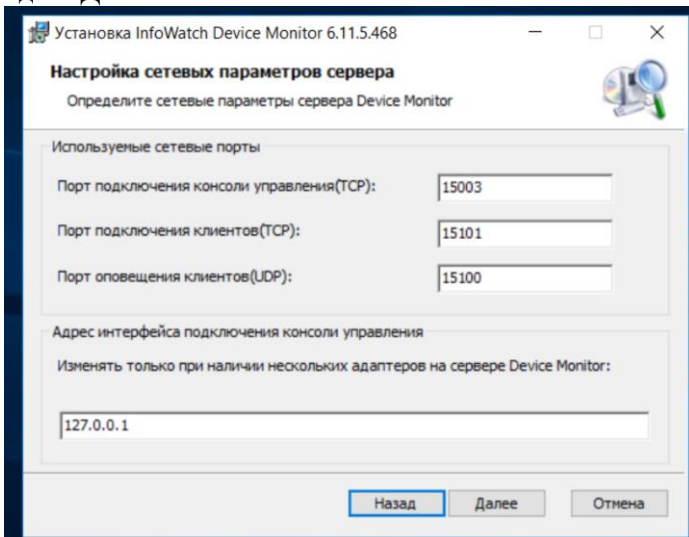 Установка InfoWatch Device Monitor 6.11.5.468
Настройка сетевых параметров сервера
Определите сетевые параметры сервера Device Monitor
Используемые сетевые порты
Порт подключения консоли управления(TCP): 15003
Порт подключения клиентов(TCP): 15101
Порт оповещения клиентов(UDP): 15100
Адрес интерфейса подключения консоли управления
Изменять только при наличии нескольких адаптеров на сервере Device Monitor:
127.0.0.1
Назад Далее Отмена